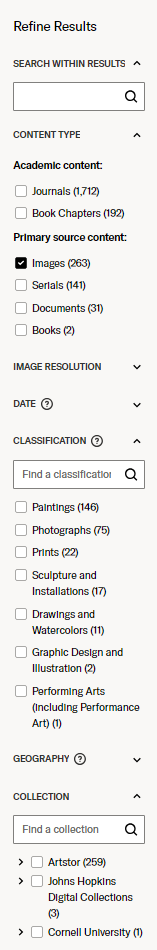 Refine Results
SEARCH WITHIN RESULTS
CONTENT TYPE
Academic content:
Journals (1,712)
Book Chapters (192)
Primary source content:
Images (263)
Serials (141)
Documents (31)
Books (2)
IMAGE RESOLUTION
DATE ?
CLASSIFICATION ?
Find a classification
Paintings (146)
Photographs (75)
Prints (22)
Sculpture and
Installations (17)
Drawings and
Watercolors (11)
Graphic Design and
Illustration (2)
Performing Arts
(including Performance
Art) (1)
GEOGRAPHY ?
COLLECTION
Find a collection
Artstor (259)
Johns Hopkins
Digital Collections
(3)
Cornell University (1)